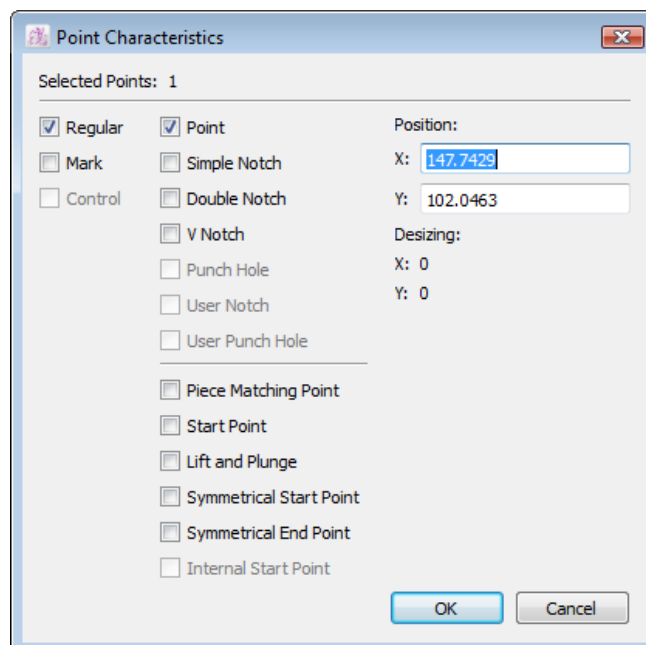 Point Characteristics
Selected Points: 1
Regular
Mark
Control
Point
Simple Notch
Double Notch
V Notch
Punch Hole
User Notch
User Punch Hole
Piece Matching Point
Start Point
Lift and Plunge
Symmetrical Start Point
Symmetrical End Point
Internal Start Point
Position:
X: 147.7429
Y: 102.0463
Desizing:
X: 0
Y: 0
OK
Cancel